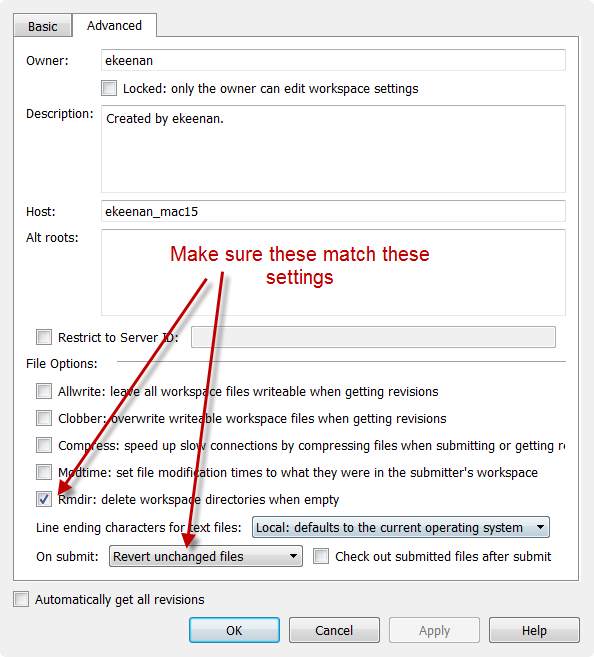 Basic Advanced
Owner: ekeenan
Locked: only the owner can edit workspace settings
Description: Created by ekeenan.
Host: ekeenan_mac15
Alt roots:
Make sure these match these
settings
Restrict to Server ID:
File Options:
Allwrite: leave all workspace files writeable when getting revisions
Clobber: overwrite writeable workspace files when getting revisions
Compress: speed up slow connections by compressing files when submitting or getting re
Modtime: set file modification times to what they were in the submitter's workspace
Rmdir: delete workspace directories when empty
Line ending characters for text files: Local: defaults to the current operating system
On submit: Revert unchanged files Check out submitted files after submit
Automatically get all revisions
OK Cancel Apply Help